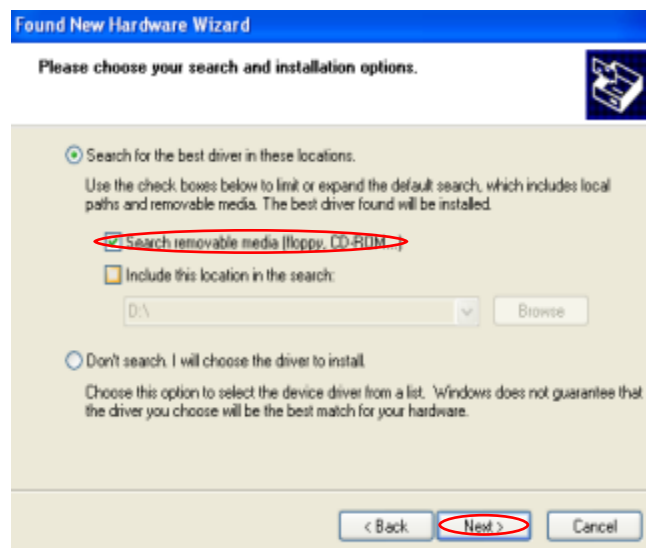 Found New Hardware Wizard
Please choose your search and installation options.
Search for the best driver in these locations.
Use the check boxes below to limit or expand the default search, which includes local
paths and removable media. The best driver found will be installed.
Search removable media (floppy, CD-ROM...)
Include this location in the search:
D:\
Browse
Don't search. I will choose the driver to install.
Choose this option to select the device driver from a list. Windows does not guarantee that
the driver you choose will be the best match for your hardware.
< Back
Next >
Cancel